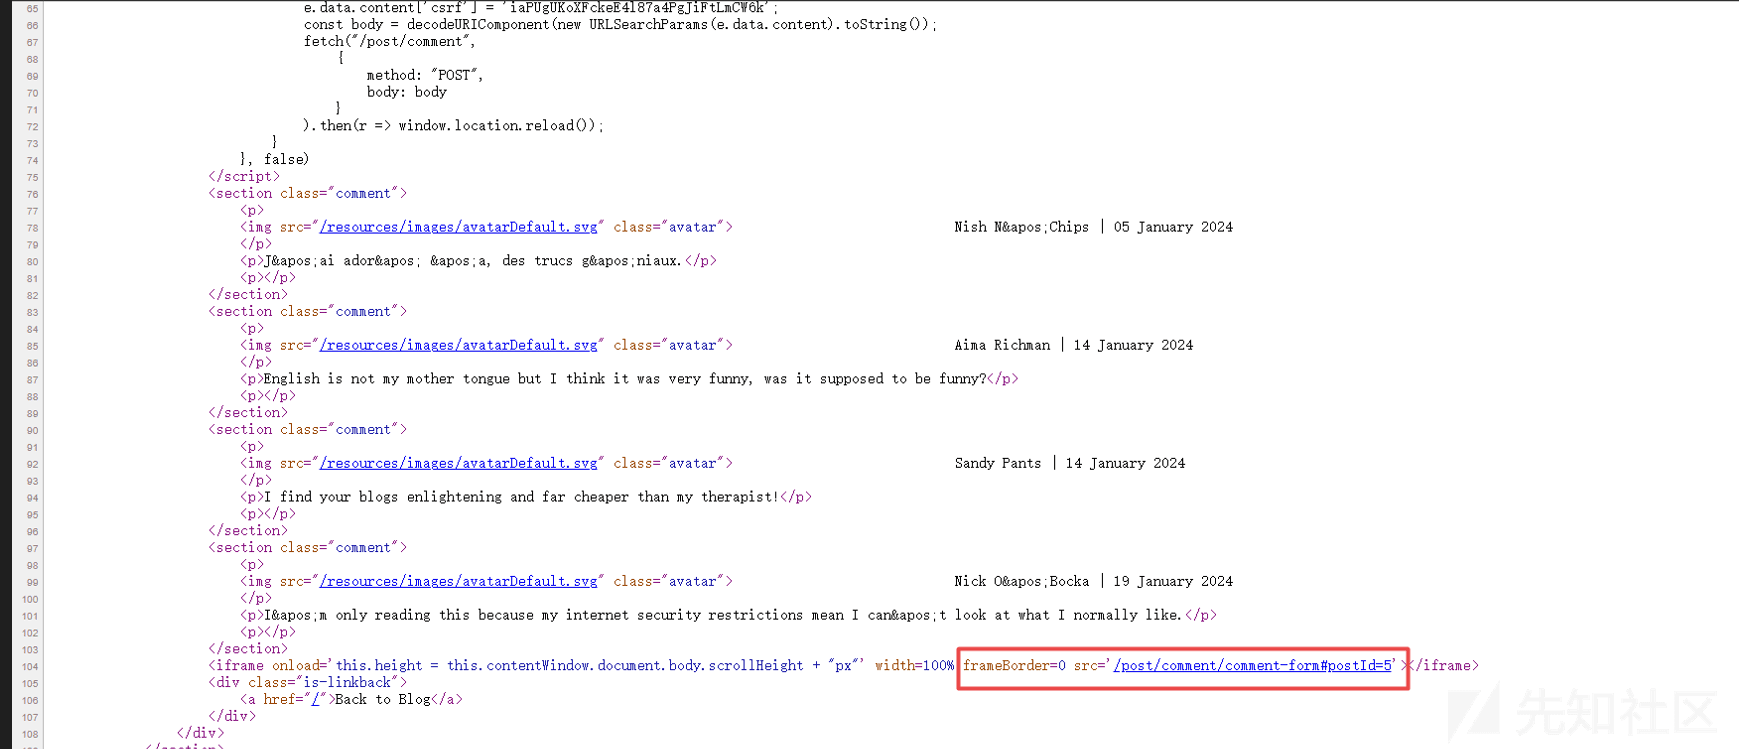 65 e.data.content['csrf'] = 'iaPUgUKoXFckeE4l87a4PgJiFtLmCW6k';
66 const body = decodeURIComponent(new URLSearchParams(e.data.content).toString());
67 fetch("/post/comment",
68 {
69 method: "POST",
70 body: body
71 }
72 ).then(r => window.location.reload());
73 }
74 }, false)
75 </script>
76 <section class="comment">
77 <p>
78 <img src="/resources/images/avatarDefault.svg" class="avatar"> Nish N&apos;Chips | 05 January 2024
79 </p>
80 <p>J&apos;ai ador&apos; &apos;a, des trucs g&apos;niaux.</p>
81 <p></p>
82 </section>
83 <section class="comment">
84 <p>
85 <img src="/resources/images/avatarDefault.svg" class="avatar"> Aima Richman | 14 January 2024
86 </p>
87 <p>English is not my mother tongue but I think it was very funny, was it supposed to be funny?</p>
88 <p></p>
89 </section>
90 <section class="comment">
91 <p>
92 <img src="/resources/images/avatarDefault.svg" class="avatar"> Sandy Pants | 14 January 2024
93 </p>
94 <p>I find your blogs enlightening and far cheaper than my therapist!</p>
95 <p></p>
96 </section>
97 <section class="comment">
98 <p>
99 <img src="/resources/images/avatarDefault.svg" class="avatar"> Nick O&apos;Bocka | 19 January 2024
100 </p>
101 <p>I&apos;m only reading this because my internet security restrictions mean I can&apos;t look at what I normally like.</p>
102 <p></p>
103 </section>
104 <iframe onload='this.height = this.contentWindow.document.body.scrollHeight + "px"' width=100% frameBorder=0 src='/post/comment/comment-form#postId=5'></iframe>
105 <div class="is-linkback">
106 <a href="/">Back to Blog</a>
107 </div>
108 </div>
先知社区